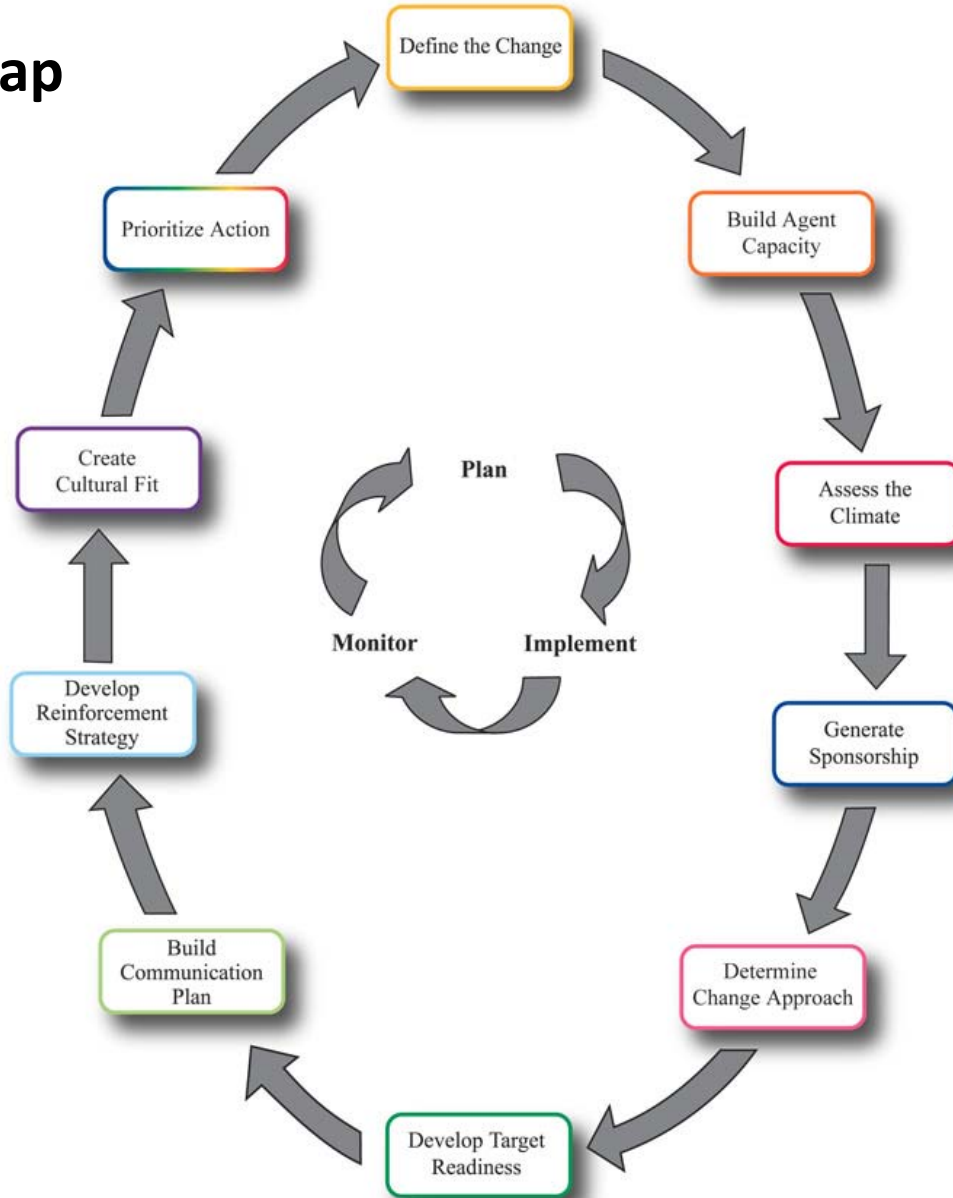 ap
Define the Change
Build Agent
Capacity
Assess the
Climate
Generate
Sponsorship
Determine
Change Approach
Develop Target
Readiness
Build
Communication
Plan
Develop
Reinforcement
Strategy
Create
Cultural Fit
Prioritize Action
Plan
Implement
Monitor